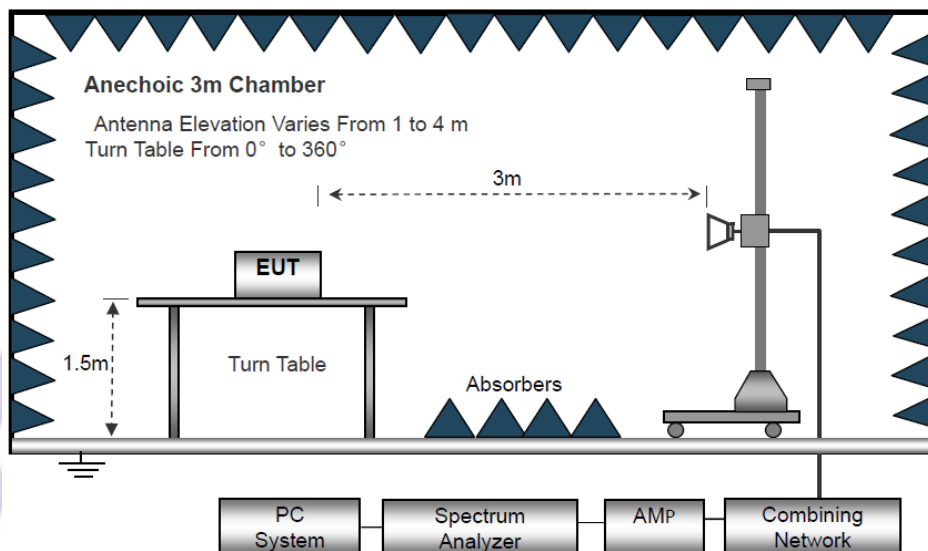 Anechoic 3m Chamber
Antenna Elevation Varies From 1 to 4 m
Turn Table From 0° to 360°
3m
EUT
1.5m
Turn Table
Absorbers
PC
System
Spectrum
Analyzer
AMP
Combining
Network